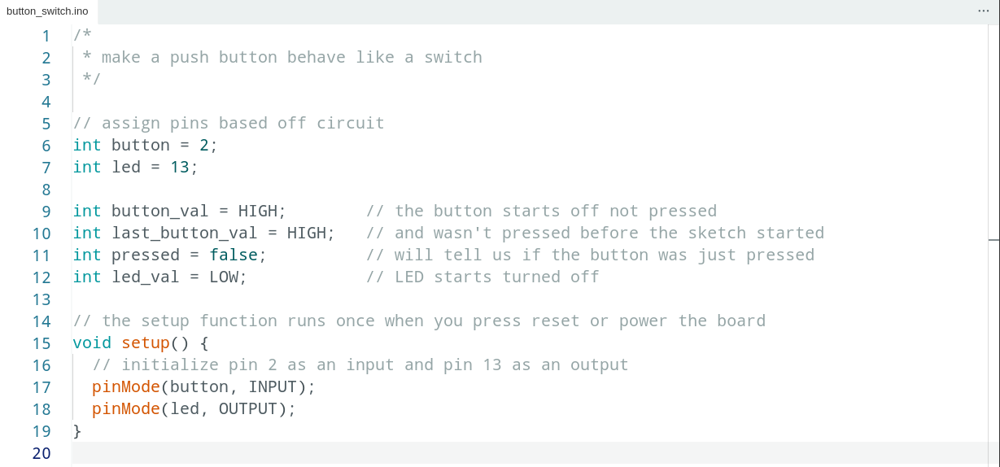 button_switch.ino
1 /*
2  * make a push button behave like a switch
3  */
4
5 // assign pins based off circuit
6 int button = 2;
7 int led = 13;
8
9 int button_val = HIGH;        // the button starts off not pressed
10 int last_button_val = HIGH;   // and wasn't pressed before the sketch started
11 int pressed = false;          // will tell us if the button was just pressed
12 int led_val = LOW;            // LED starts turned off
13
14 // the setup function runs once when you press reset or power the board
15 void setup() {
16   // initialize pin 2 as an input and pin 13 as an output
17   pinMode(button, INPUT);
18   pinMode(led, OUTPUT);
19 }
20